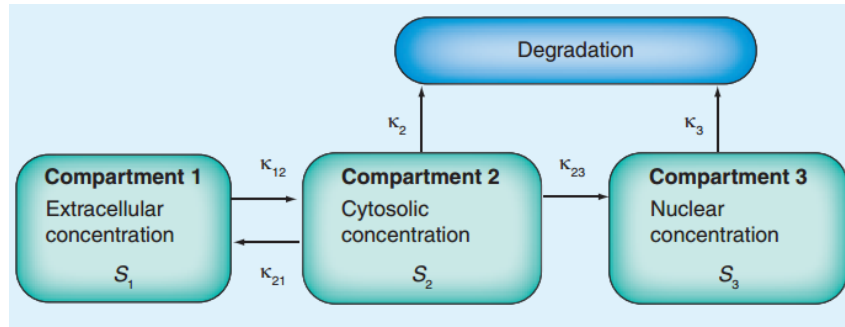 Degradation
κ2
κ3
κ12
κ23
Compartment 1
Extracellular
concentration
S1
κ21
Compartment 2
Cytosolic
concentration
S2
Compartment 3
Nuclear
concentration
S3